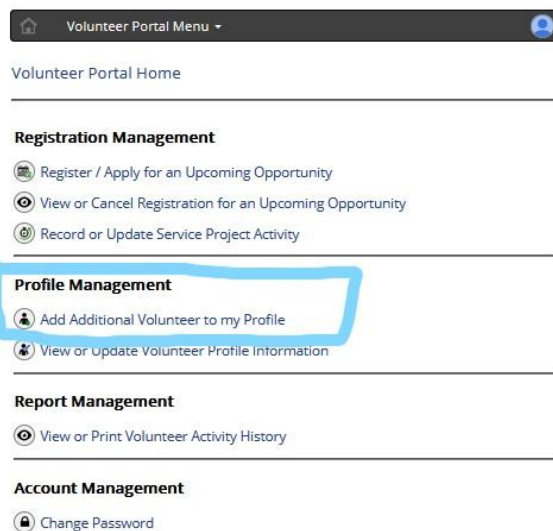 Volunteer Portal Menu
Volunteer Portal Home
Registration Management
Register / Apply for an Upcoming Opportunity
View or Cancel Registration for an Upcoming Opportunity
Record or Update Service Project Activity
Profile Management
Add Additional Volunteer to my Profile
View or Update Volunteer Profile Information
Report Management
View or Print Volunteer Activity History
Account Management
Change Password